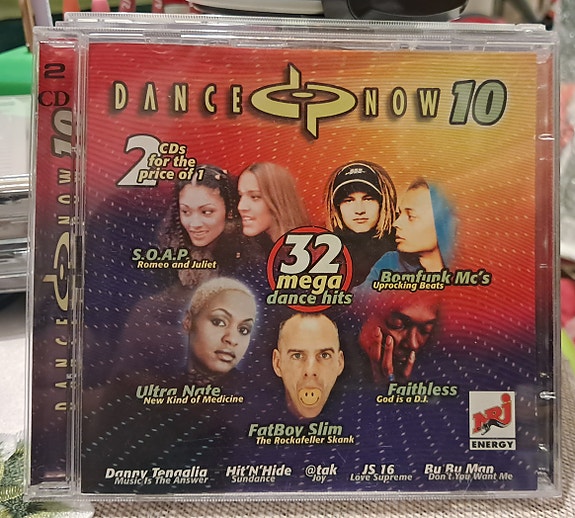 2
CD
DANCE NOW 10
DANCE NOW 10
2 CDs
for the
price of 1
S.O.A.P.
Romeo and Juliet
32
mega
dance hits
Bomfunk Mc's
Uprocking Beats
Ultra Nate
New Kind of Medicine
FatBoy Slim
The Rockafeller Skank
Faithless
God is a D.J.
NRJ
ENERGY
Danny Tenaglia
Music Is The Answer
Hit'N'Hide
Sundance
@tak
Joy
JS 16
Love Supreme
Bu Ru Man
Don't You Want Me